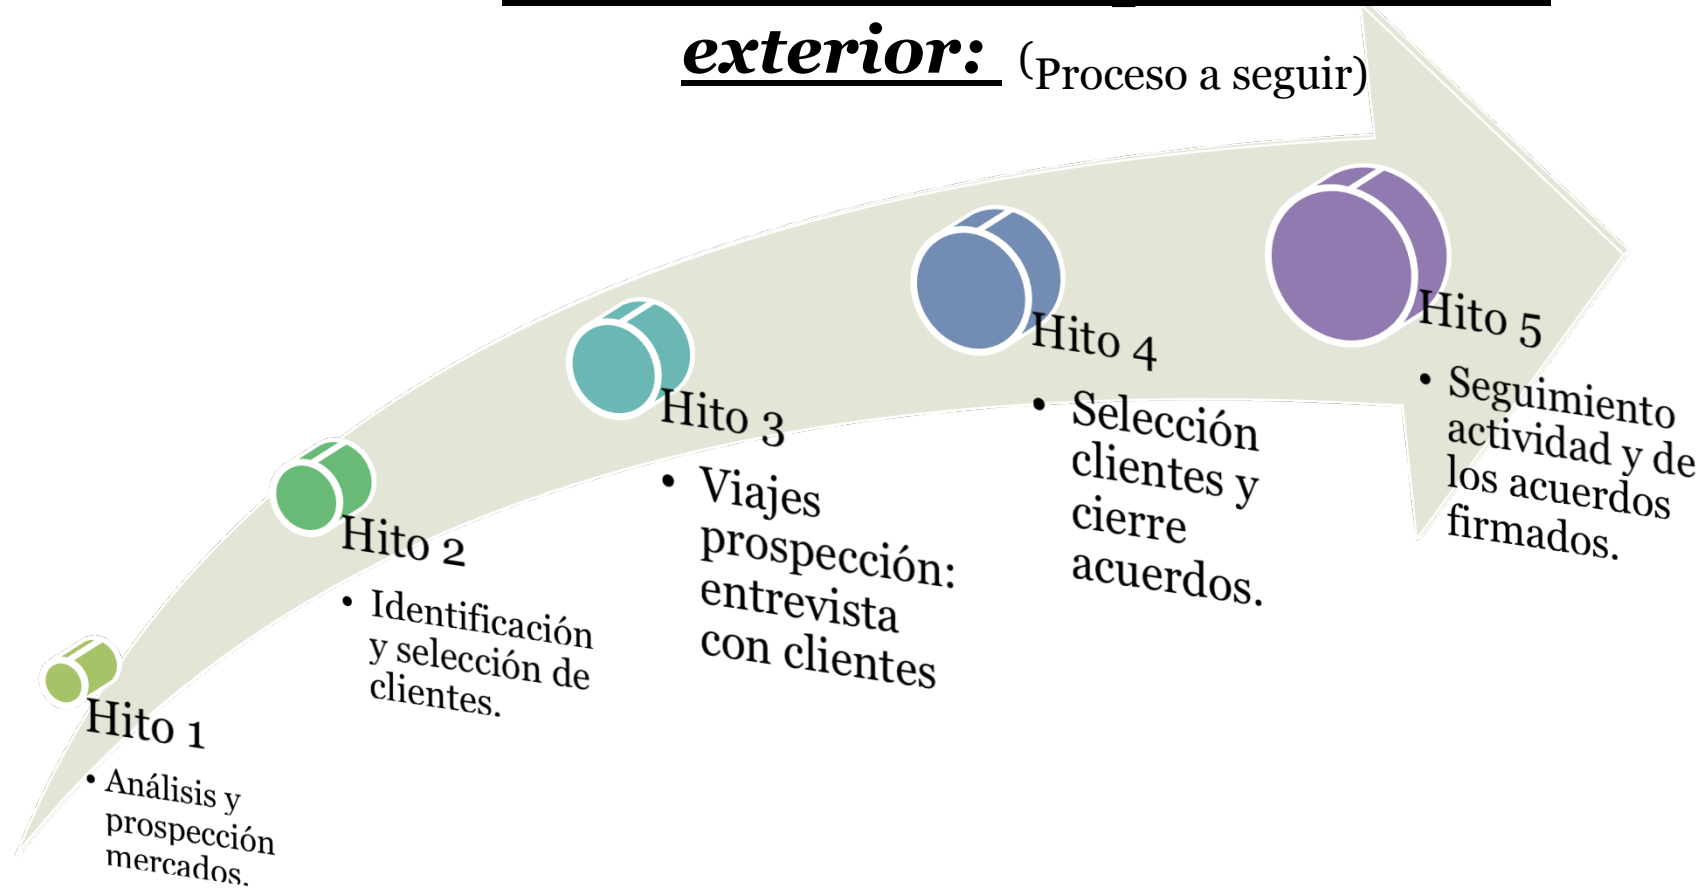 exterior: (Proceso a seguir)
Hito 1
• Análisis y
prospección
mercados.
Hito 2
• Identificación
y selección de
clientes.
Hito 3
• Viajes
prospección:
entrevista
con clientes
Hito 4
• Selección
clientes y
cierre
acuerdos.
Hito 5
• Seguimiento
actividad y de
los acuerdos
firmados.